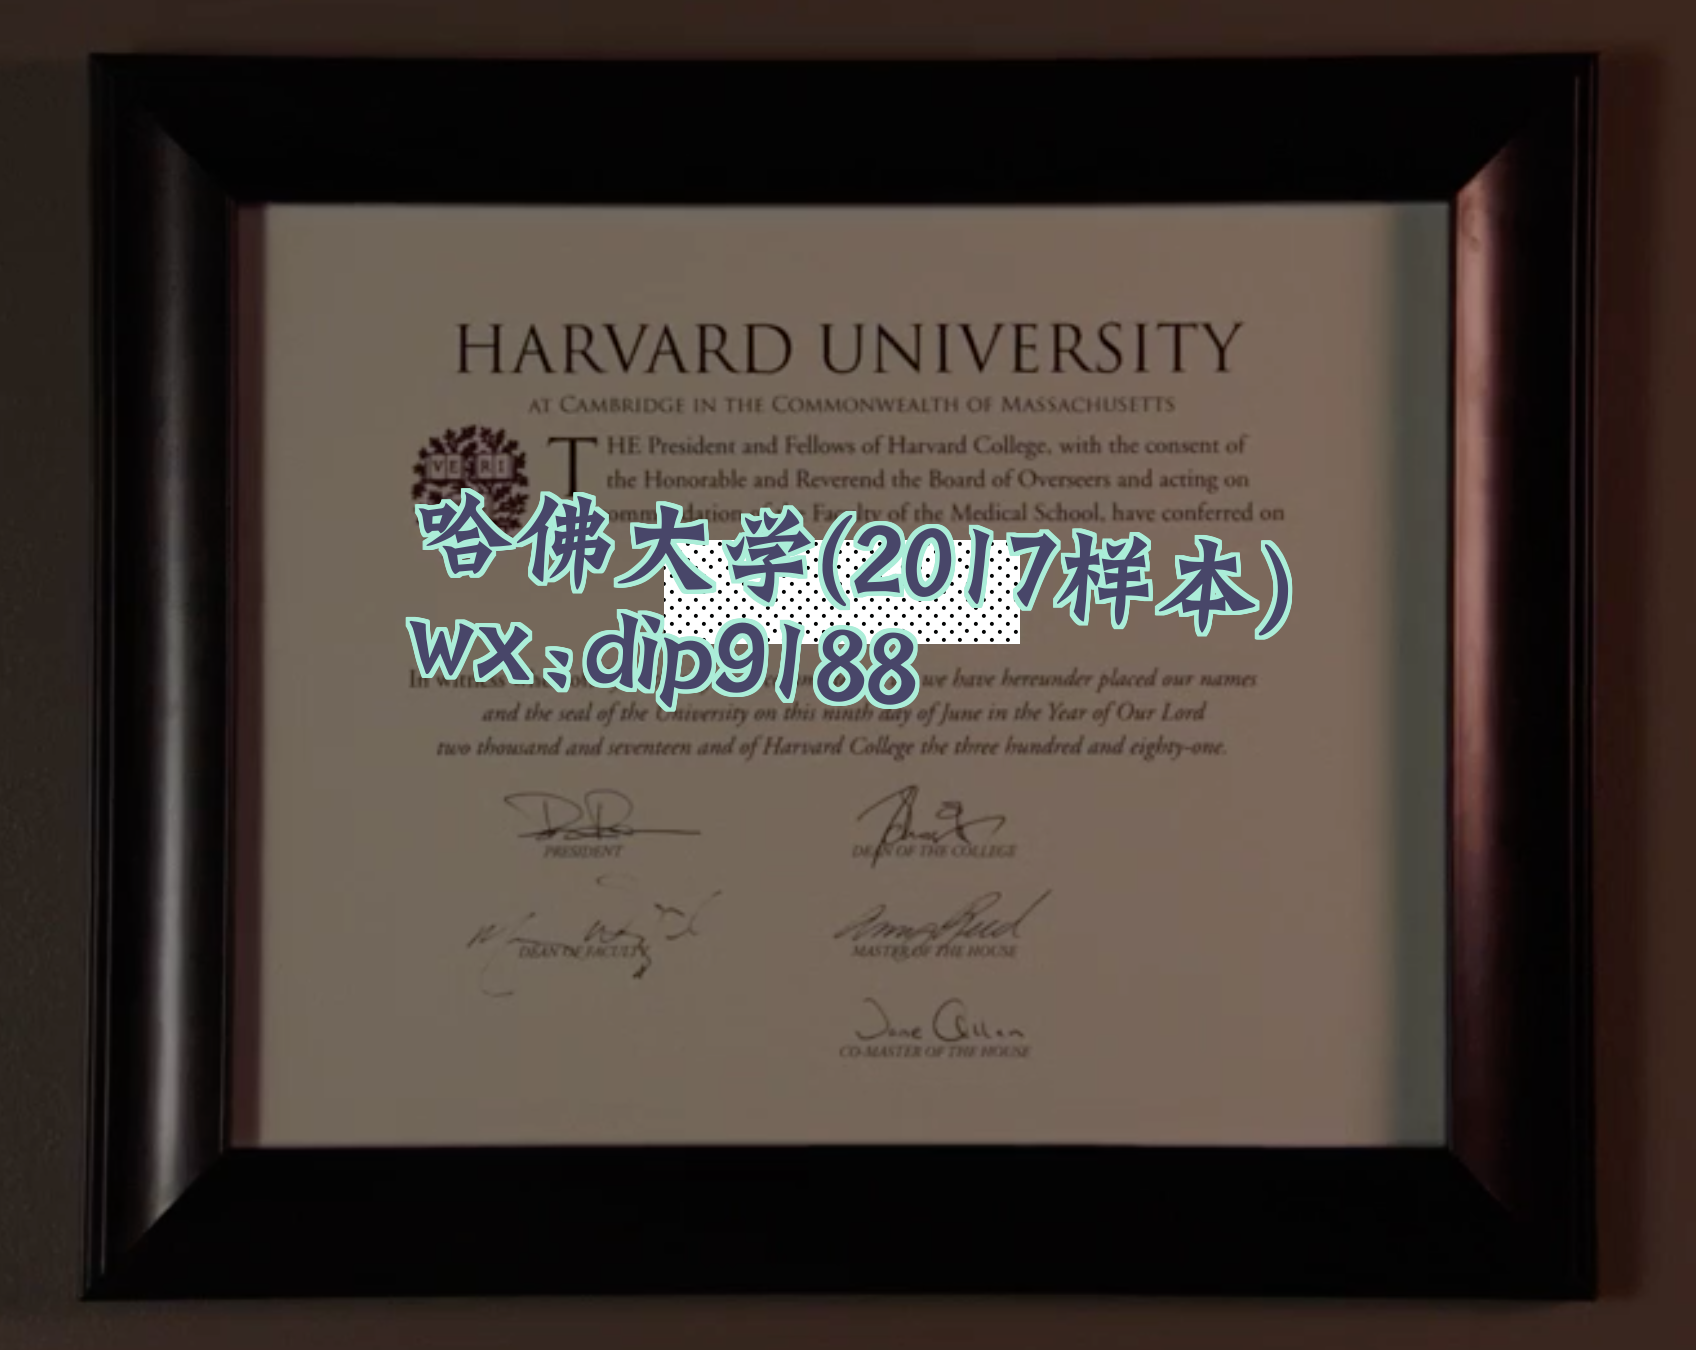 HARVARD UNIVERSITY
AT CAMBRIDGE IN THE COMMONWEALTH OF MASSACHUSETTS
VE RI
THE President and Fellows of Harvard College, with the consent of
the Honorable and Reverend the Board of Overseers and acting on
Faculty of the Medical School, have conferred on
哈佛大学(2017样本)
wx:dip9188
In witness we have hereunder placed our names
and the seal of the University on this ninth day of June in the Year of Our Lord
two thousand and seventeen and of Harvard College the three hundred and eighty-one.
PRESIDENT
DEAN OF THE COLLEGE
DEAN OF FACULTY
MASTER OF THE HOUSE
Jane Allan
CO-MASTER OF THE HOUSE